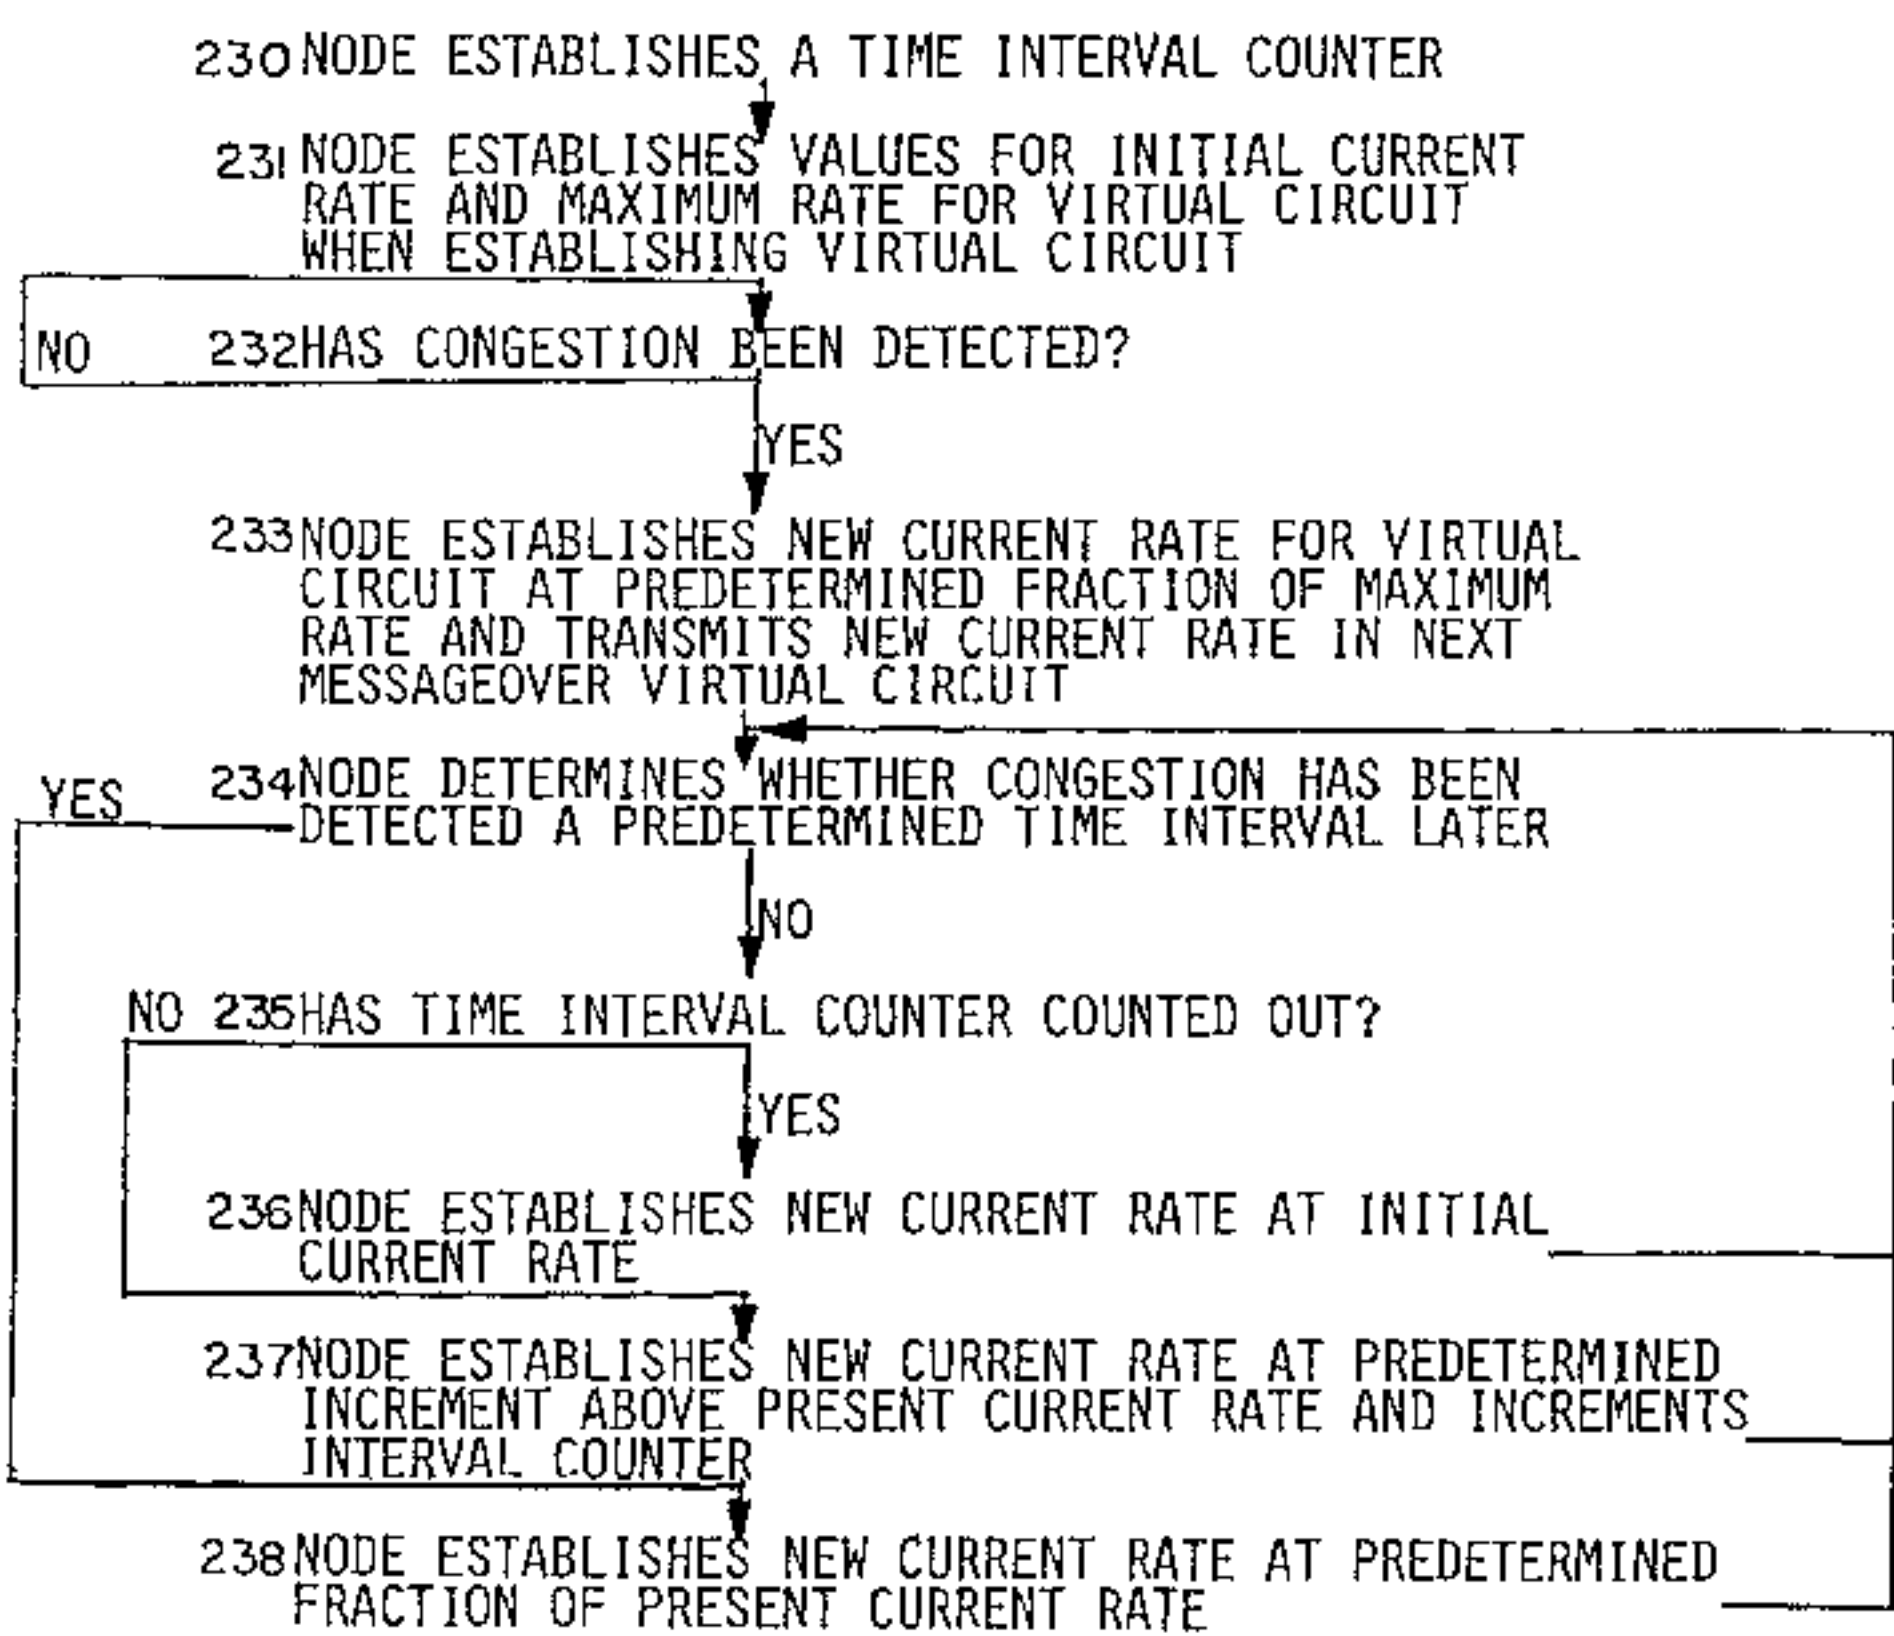 230 NODE ESTABLISHES A TIME INTERVAL COUNTER
231 NODE ESTABLISHES VALUES FOR INITIAL CURRENT
RATE AND MAXIMUM RATE FOR VIRTUAL CIRCUIT
WHEN ESTABLISHING VIRTUAL CIRCUIT
NO 232 HAS CONGESTION BEEN DETECTED?
YES
233 NODE ESTABLISHES NEW CURRENT RATE FOR VIRTUAL
CIRCUIT AT PREDETERMINED FRACTION OF MAXIMUM
RATE AND TRANSMITS NEW CURRENT RATE IN NEXT
MESSAGEOVER VIRTUAL CIRCUIT
YES 234 NODE DETERMINES WHETHER CONGESTION HAS BEEN
DETECTED A PREDETERMINED TIME INTERVAL LATER
NO
NO 235 HAS TIME INTERVAL COUNTER COUNTED OUT?
YES
236 NODE ESTABLISHES NEW CURRENT RATE AT INITIAL
CURRENT RATE
237 NODE ESTABLISHES NEW CURRENT RATE AT PREDETERMINED
INCREMENT ABOVE PRESENT CURRENT RATE AND INCREMENTS
INTERVAL COUNTER
238 NODE ESTABLISHES NEW CURRENT RATE AT PREDETERMINED
FRACTION OF PRESENT CURRENT RATE